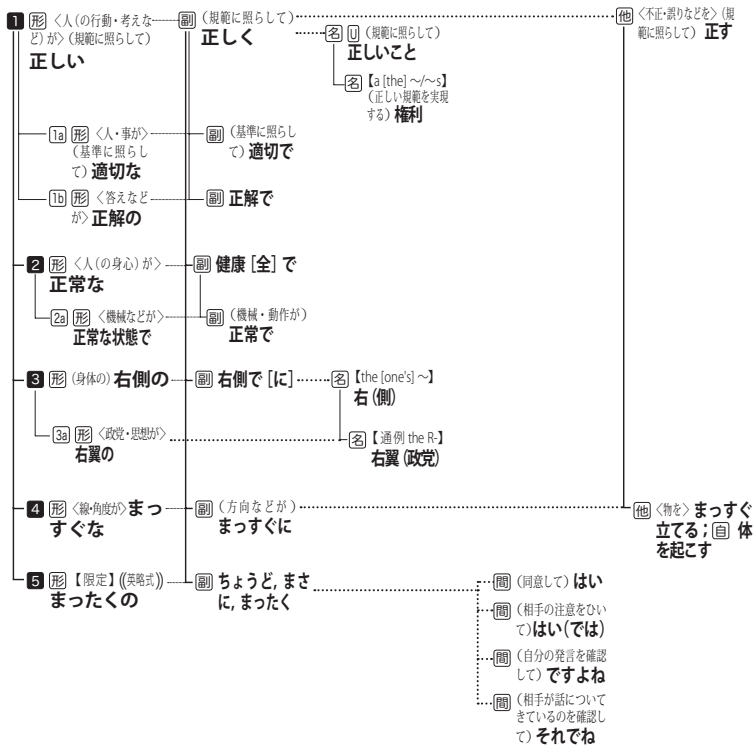 1 形 〈人(の行動・考えな
ど)が〉(規範に照らして)
正しい
副 (規範に照らして)
正しく
名 U (規範に照らして)
正しいこと
名 【a [the] ～/～s】
(正しい規範を実現
する) 権利
他 〈不正・誤りなどを〉(規
範に照らして) 正す
1a 形 〈人・事が〉
(基準に照らし
て) 適切な
副 (基準に照らし
て) 適切で
1b 形 〈答えなど
が〉 正解の
副 正解で
2 形 〈人(の身心)が〉
正常な
副 健康 [全] で
2a 形 〈機械などが〉
正常な状態で
副 (機械・動作が)
正常で
3 形 (身体の) 右側の
副 右側で [に]
名 【the [one's] ～】
右 (側)
3a 形 〈政党・思想が〉
右翼の
名 【通例 the R-】
右翼 (政党)
4 形 〈線・角度が〉 まっ
すぐな
副 (方向などが)
まっすぐに
他 〈物を〉 まっすぐ
立てる ; 自 体
を起こす
5 形 【限定】((英略式))
まったくの
副 ちょうど, まさ
に, まったく
間 (同意して) はい
間 (相手の注意をひい
て) はい(では)
間 (自分の発言を確認
して) ですよね
間 (相手が話について
きているのを確認し
て) それでね